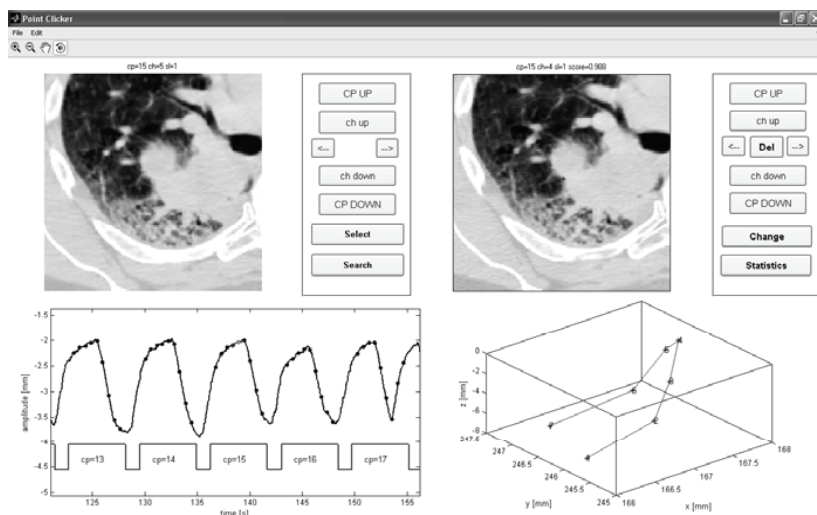 Point Clicker
File Edit
cp=15 ch=5 sl=1
cp=15 ch=4 sl=1 score=0.988
CP UP
ch up
<-- -->
ch down
CP DOWN
Select
Search
CP UP
ch up
<-- Del -->
ch down
CP DOWN
Change
Statistics
-1.5
-2
-2.5
-3
-3.5
-4
-4.5
-5
amplitude [mm]
cp=13 cp=14 cp=15 cp=16 cp=17
125 130 135 140 145 150 155
time [s]
0
-2
-4
-6
-8
z [mm]
247.5
247
246.5
246
245.5
245
y [mm]
166
166.5
167
167.5
168
x [mm]